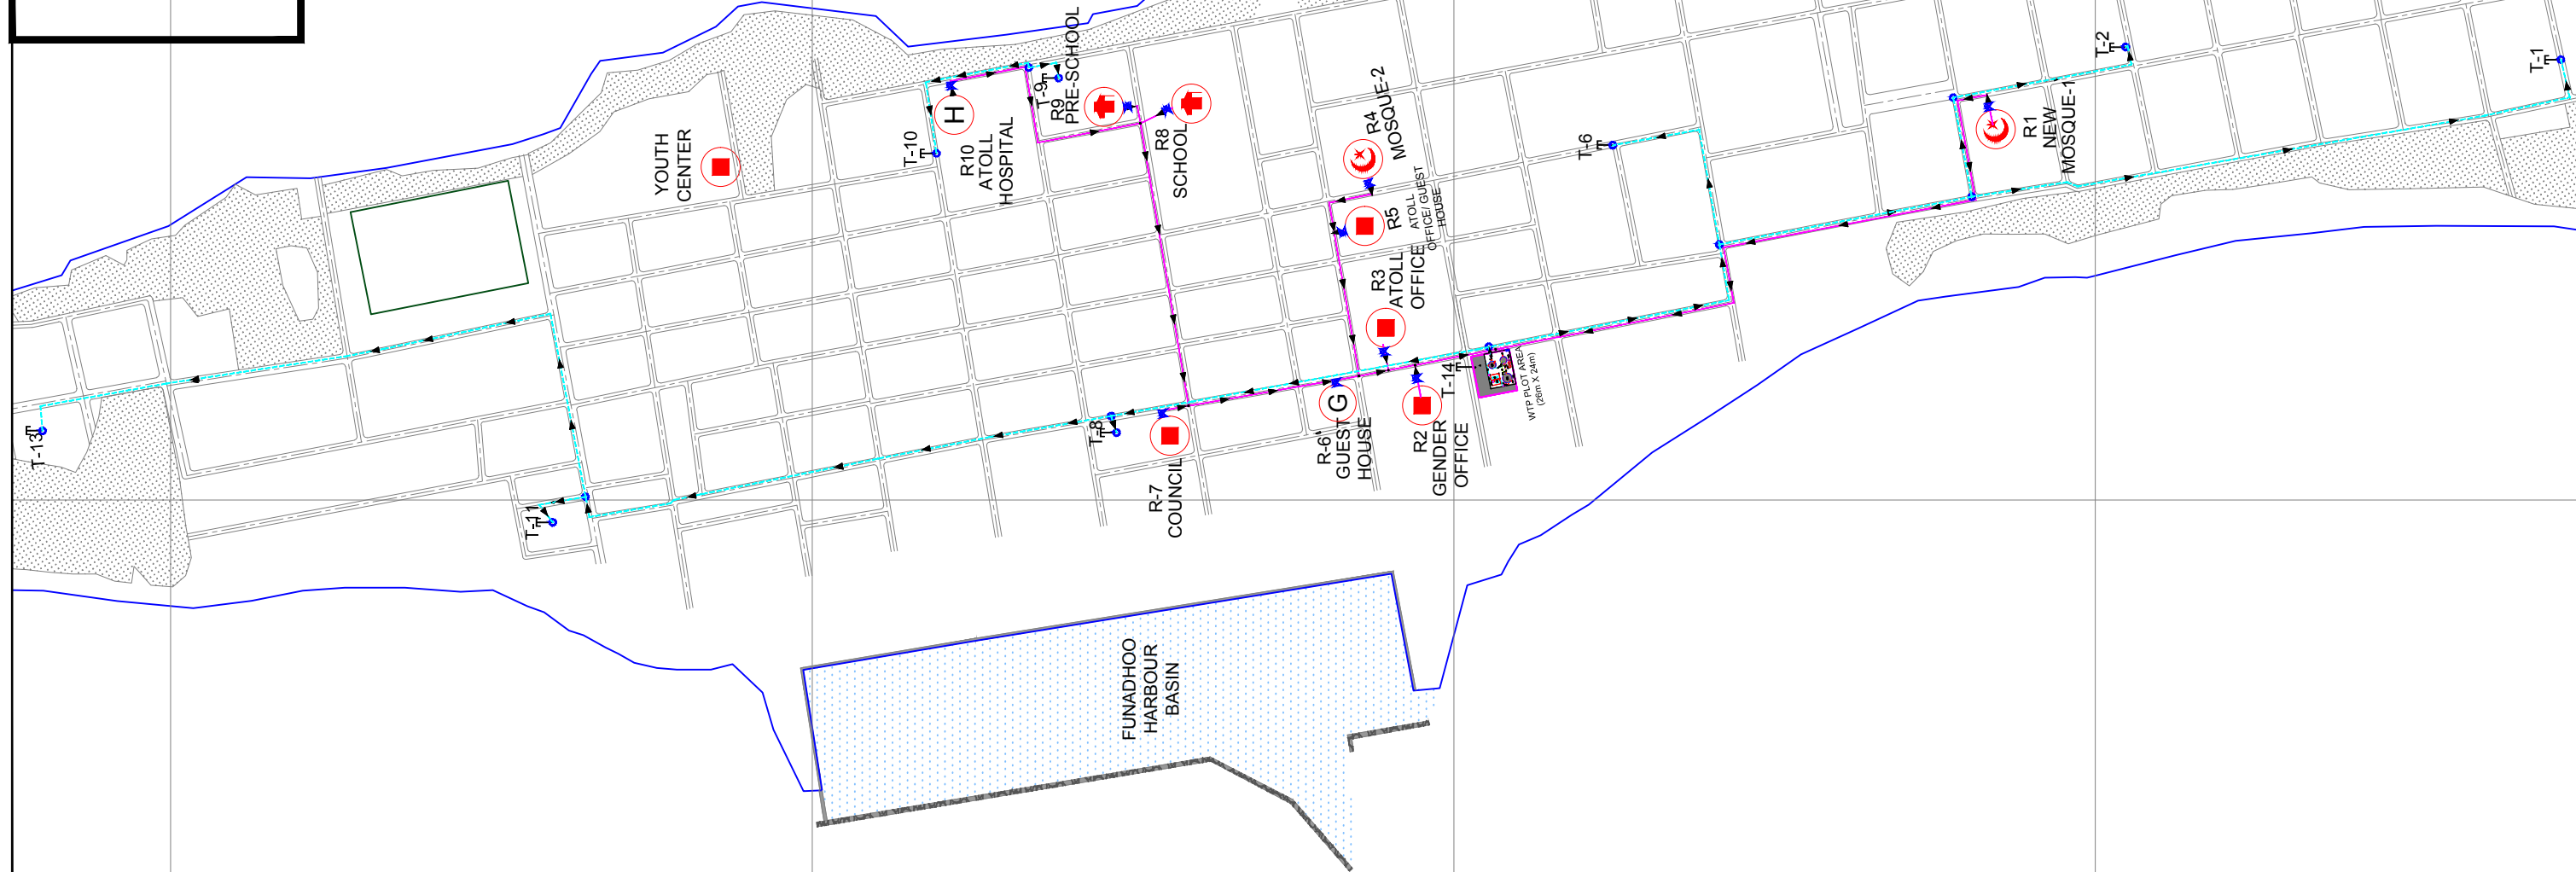 T-13
T-11
YOUTH
CENTER
T-10
R10
ATOLL
HOSPITAL
H
T-9
R9
PRE-SCHOOL
R8
SCHOOL
T-8
R-7
COUNCIL
R-6
GUEST
HOUSE
G
R4
MOSQUE-2
R5
ATOLL
OFFICE/ GUEST
HOUSE
R3
ATOLL
OFFICE
R2
GENDER
OFFICE
T-14
WTP PLOT AREA
(26m X 24m)
T-6
R1
NEW
MOSQUE-1
T-2
T-1
FUNADHOO
HARBOUR
BASIN